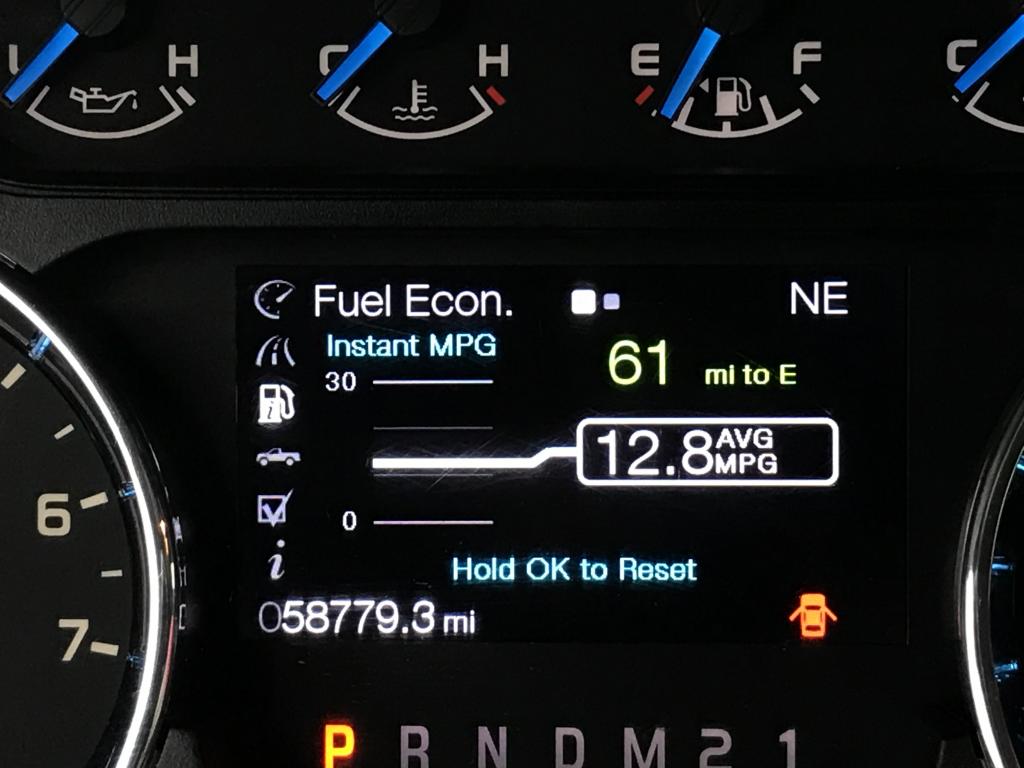 H C H E F C
Fuel Econ. NE
Instant MPG
61 mi to E
30
12.8 AVG MPG
0
Hold OK to Reset
058779.3 mi
6
7
P R N D M 2 1